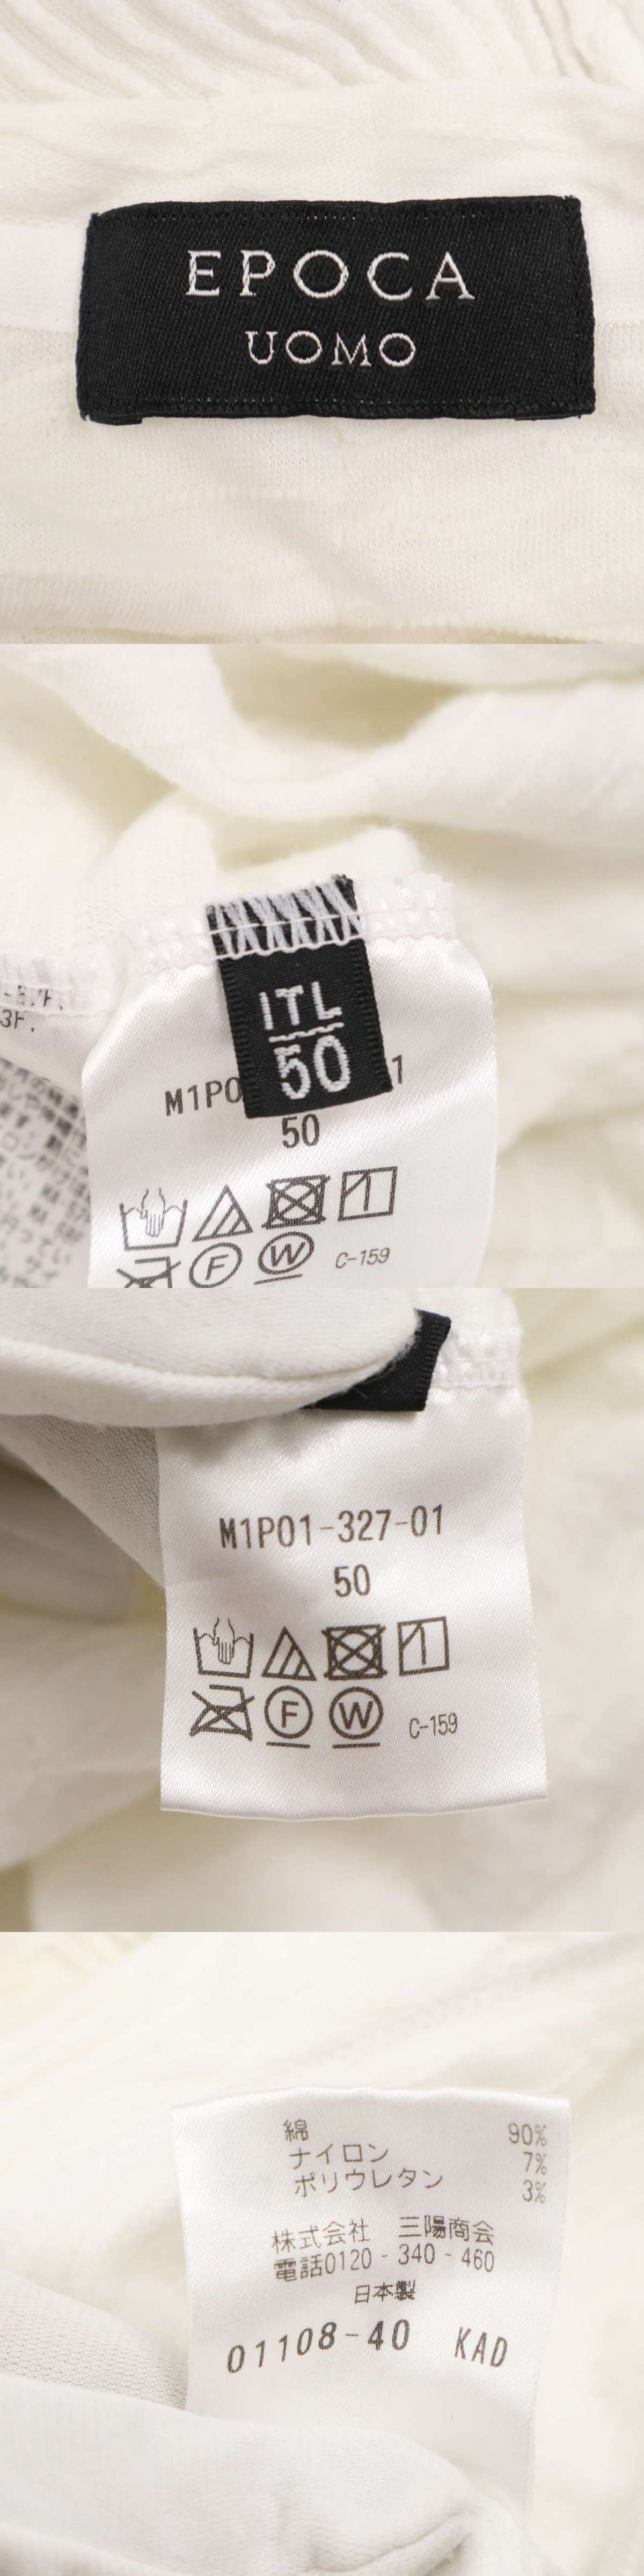 EPOCA
UOMO
ITL
50
M1P0 1
50
F W C-159
M1P01-327-01
50
F W C-159
綿 90%
ナイロン 7%
ポリウレタン 3%
株式会社 三陽商会
電話0120-340-460
日本製
01108-40 KAD